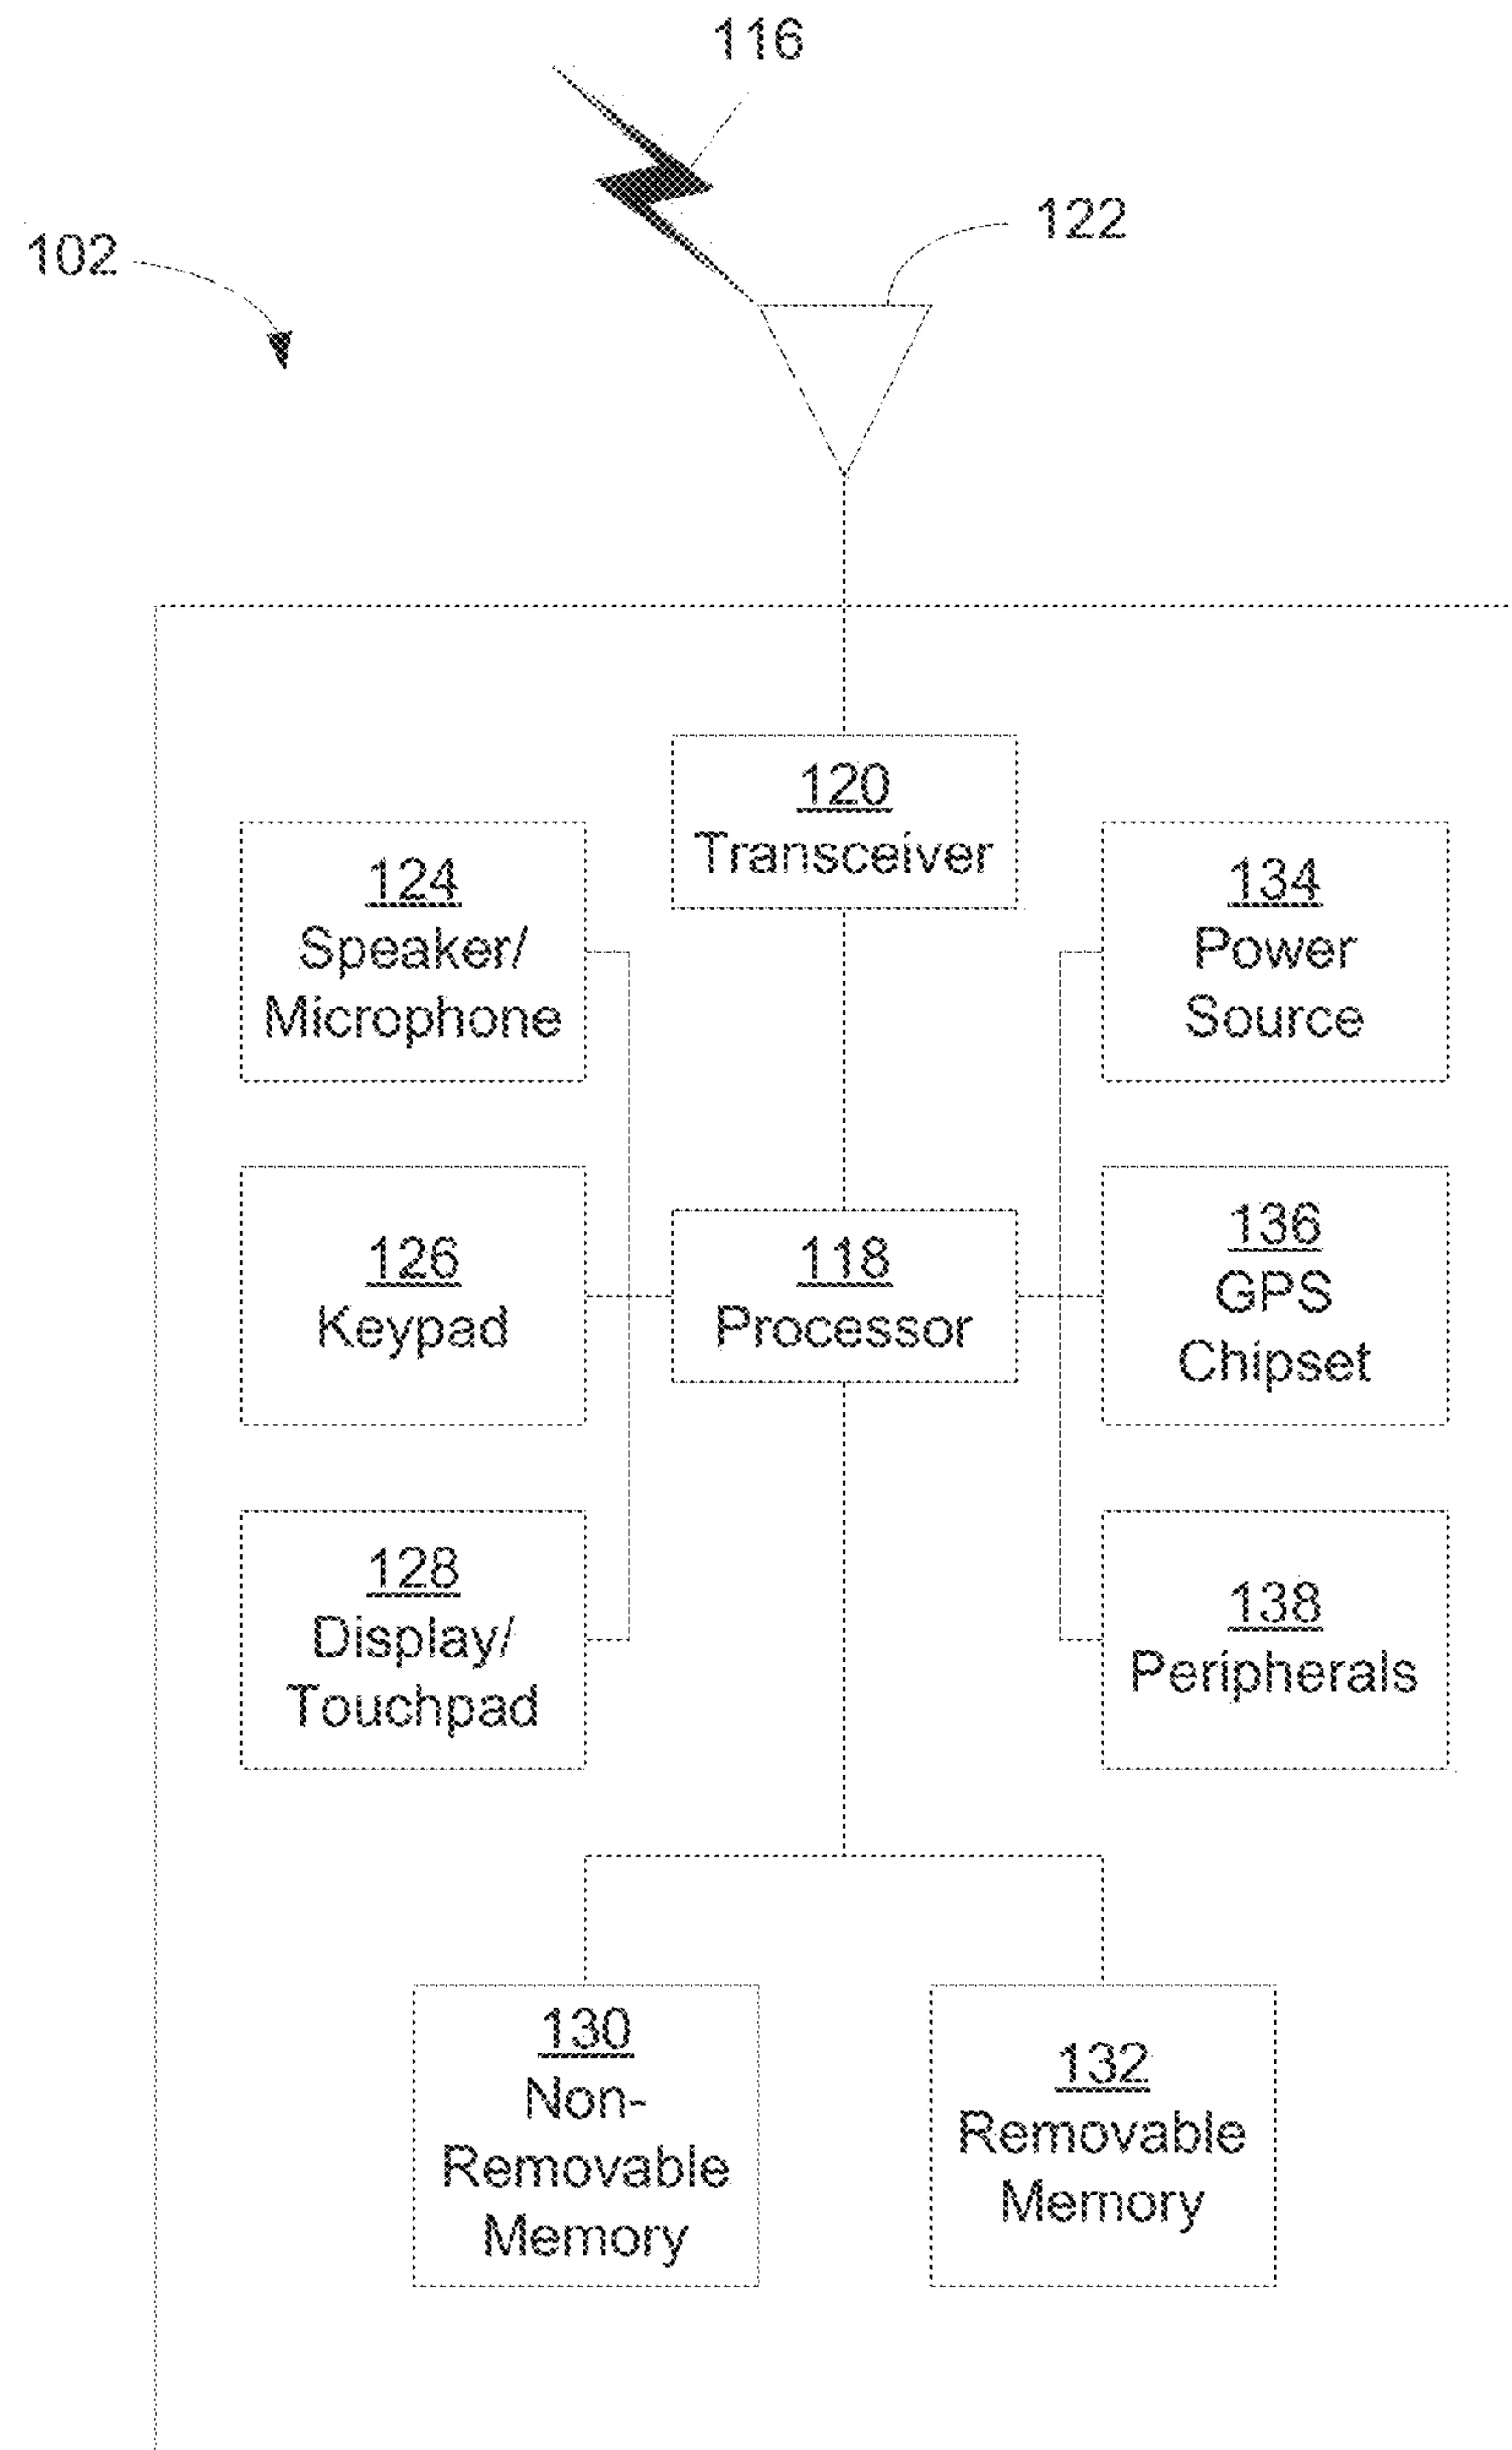 116
122
102
120
Transceiver
124
Speaker/
Microphone
134
Power
Source
126
Keypad
118
Processor
136
GPS
Chipset
128
Display/
Touchpad
138
Peripherals
130
Non-
Removable
Memory
132
Removable
Memory